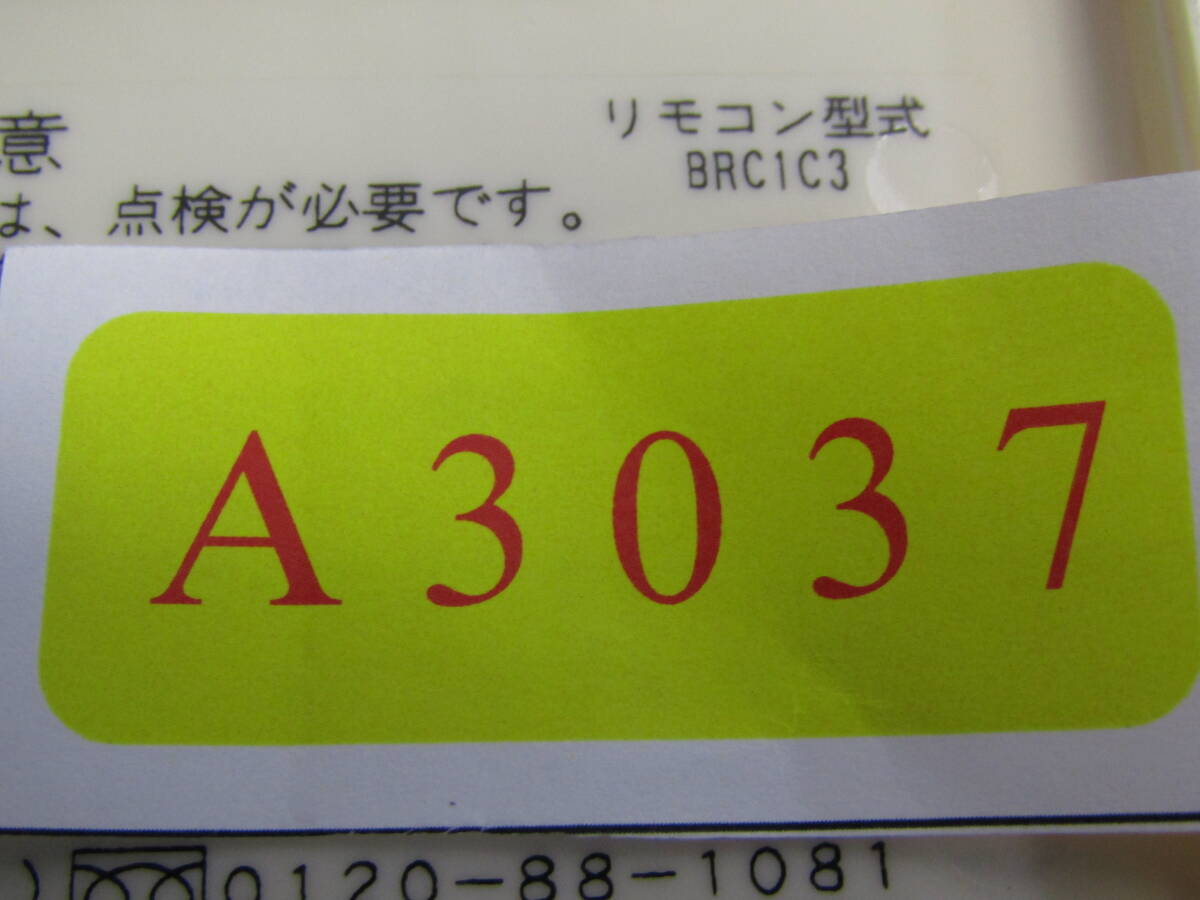 リモコン型式
BRC1C3
意
は、点検が必要です。
A3037
)0120-88-1081